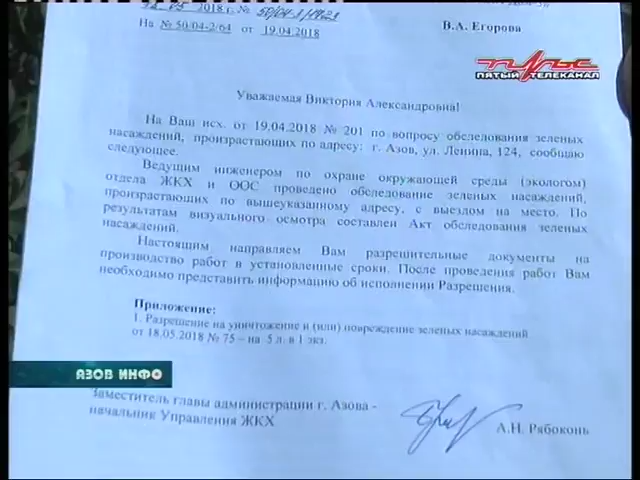 2018 г. №
На № 50/04-2/64 от 19.04.2018
В.А. Егорова
ПЯТЫЙ ТЕЛЕКАНАЛ
Уважаемая Виктория Александровна!
На Ваш исх. от 19.04.2018 № 201 по вопросу обследования зеленых
насаждений, произрастающих по адресу: г. Азов, ул. Ленина, 124, сообщаю
следующее.
Ведущим инженером по охране окружающей среды (экологом)
отдела ЖКХ и ООС проведено обследование зеленых насаждений,
произрастающих по вышеуказанному адресу, с выездом на место. По
результатам визуального осмотра составлен Акт обследования зеленых
насаждений.
Настоящим направляем Вам разрешительные документы на
производство работ в установленные сроки. После проведения работ Вам
необходимо представить информацию об исполнении Разрешения.
Приложение:
1. Разрешение на уничтожение и (или) повреждение зеленых насаждений
от 18.05.2018 № 75 – на 5 л. в 1 экз.
АЗОВ ИНФО
Заместитель главы администрации г. Азова -
начальник Управления ЖКХ
А.Н. Рябоконь